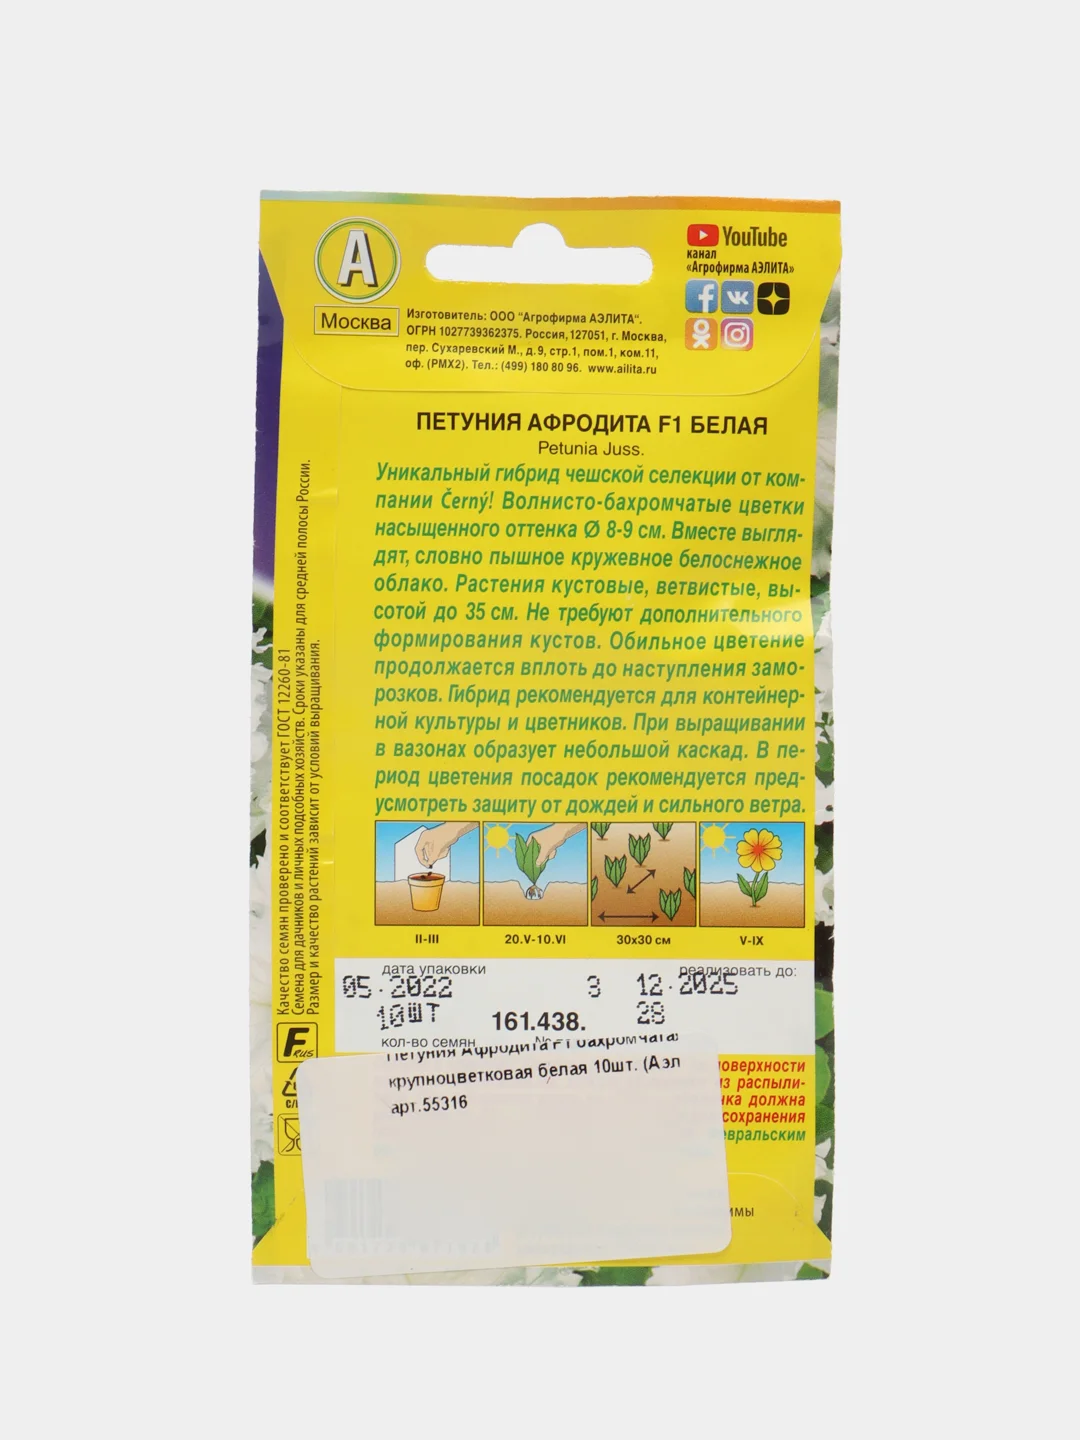 А
Москва
YouTube
канал
«Агрофирма АЭЛИТА»
Изготовитель: ООО "Агрофирма АЭЛИТА".
ОГРН 1027739362375. Россия,127051, г. Москва,
пер. Сухаревский М., д.9, стр.1, пом.1, ком.11,
оф. (РМХ2). Тел.: (499) 180 80 96. www.ailita.ru
ПЕТУНИЯ АФРОДИТА F1 БЕЛАЯ
Petunia Juss.
Уникальный гибрид чешской селекции от ком-
пании Černý! Волнисто-бахромчатые цветки
насыщенного оттенка Ø 8-9 см. Вместе выгля-
дят, словно пышное кружевное белоснежное
облако. Растения кустовые, ветвистые, вы-
сотой до 35 см. Не требуют дополнительного
формирования кустов. Обильное цветение
продолжается вплоть до наступления замо-
розков. Гибрид рекомендуется для контейнер-
ной культуры и цветников. При выращивании
в вазонах образует небольшой каскад. В пе-
риод цветения посадок рекомендуется пред-
усмотреть защиту от дождей и сильного ветра.
II-III
20.V-10.VI
30x30 см
V-IX
Качество семян проверено и соответствует ГОСТ 12260-81
Семена для дачников и личных подсобных хозяйств. Сроки указаны для средней полосы России.
Размер и качество растений зависит от условий выращивания.
дата упаковки
реализовать до:
05.2022 3 12.2025
10шт 161.438. 28
кол-во семян №
F RUS
Петуния Афродита F1 бахромчатая
крупноцветковая белая 10шт. (Аэл
арт.55316
поверхности
из распыли-
должна
сохранения